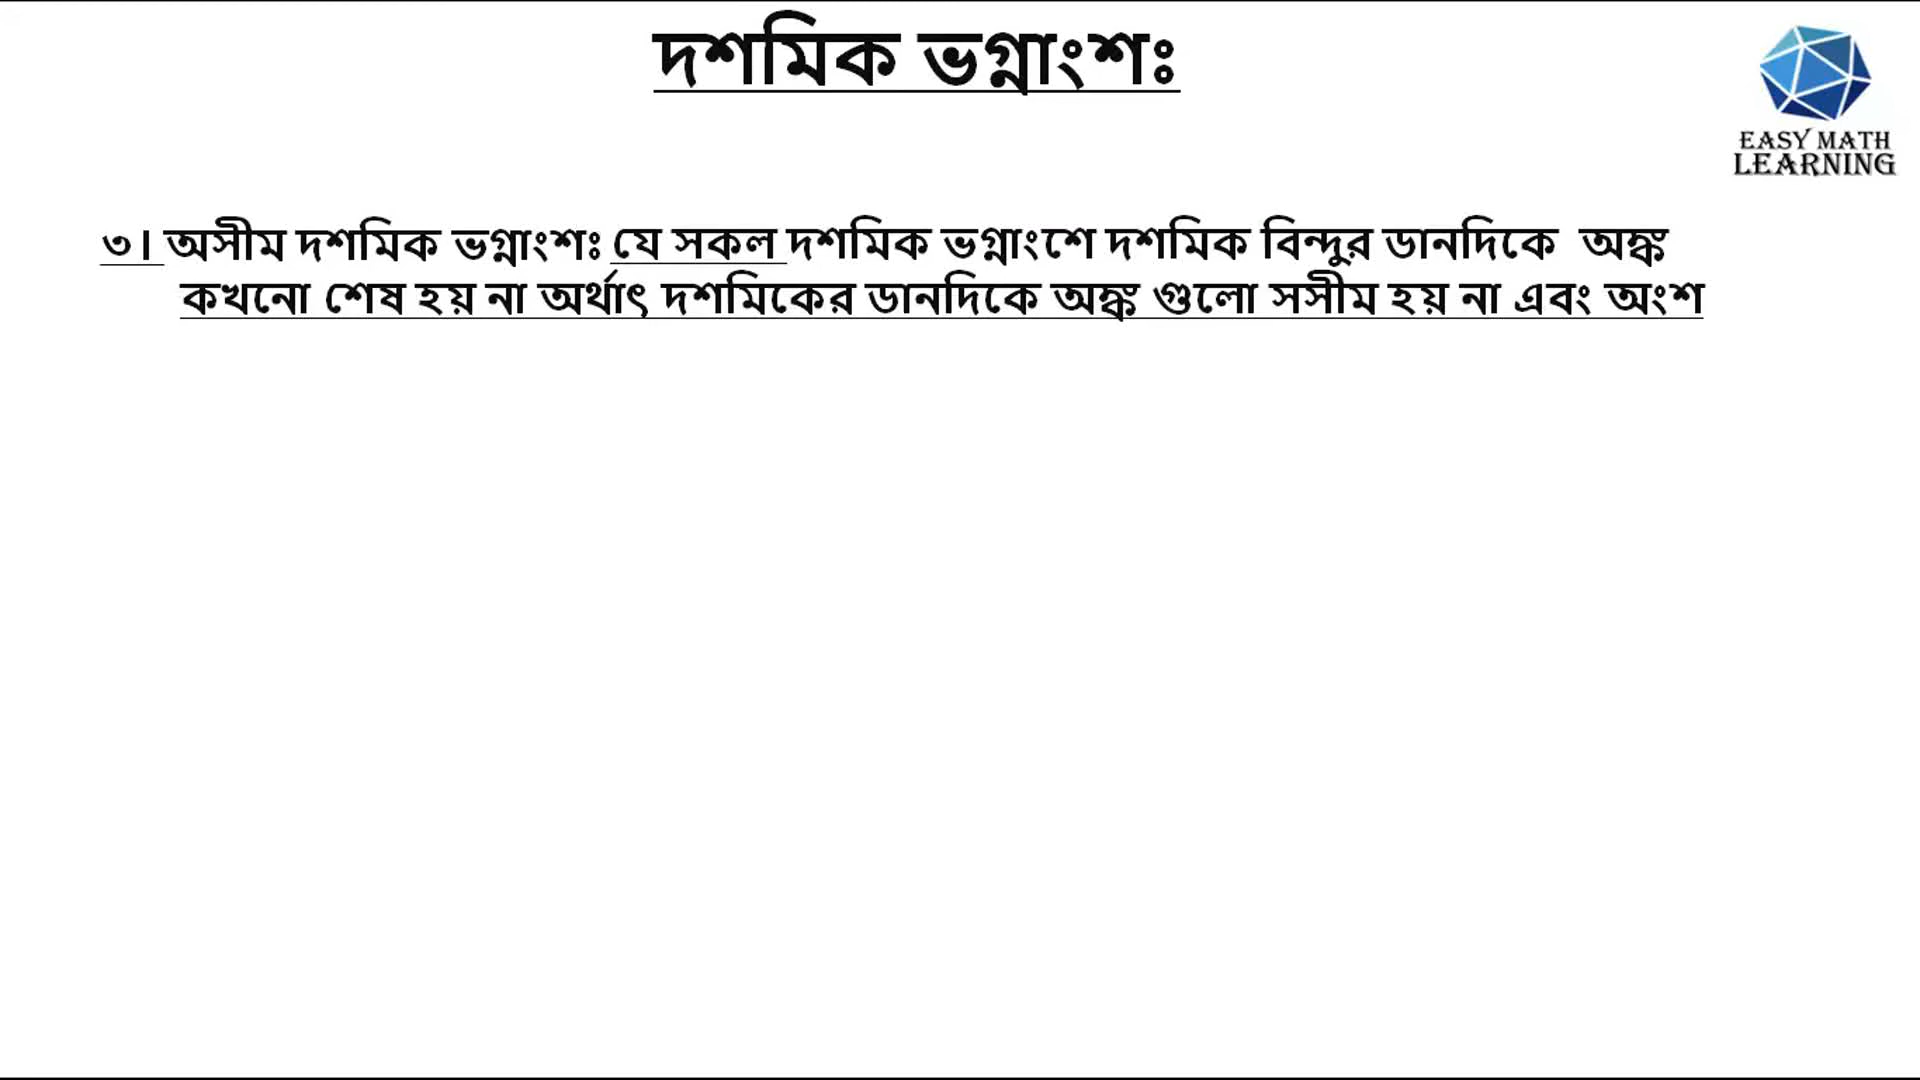 দশমিক ভগ্নাংশঃ
EASY MATH
LEARNING
৩। অসীম দশমিক ভগ্নাংশঃ যে সকল দশমিক ভগ্নাংশে দশমিক বিন্দুর ডানদিকে অঙ্ক
কখনো শেষ হয় না অর্থাৎ দশমিকের ডানদিকে অঙ্ক গুলো সসীম হয় না এবং অংশ